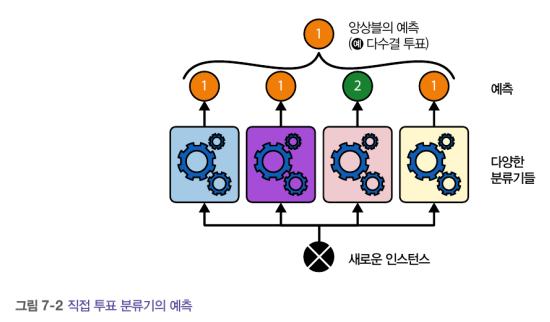 1
앙상블의 예측
(예 다수결 투표)
1 1 2 1
예측
다양한
분류기들
새로운 인스턴스
그림 7-2 직접 투표 분류기의 예측